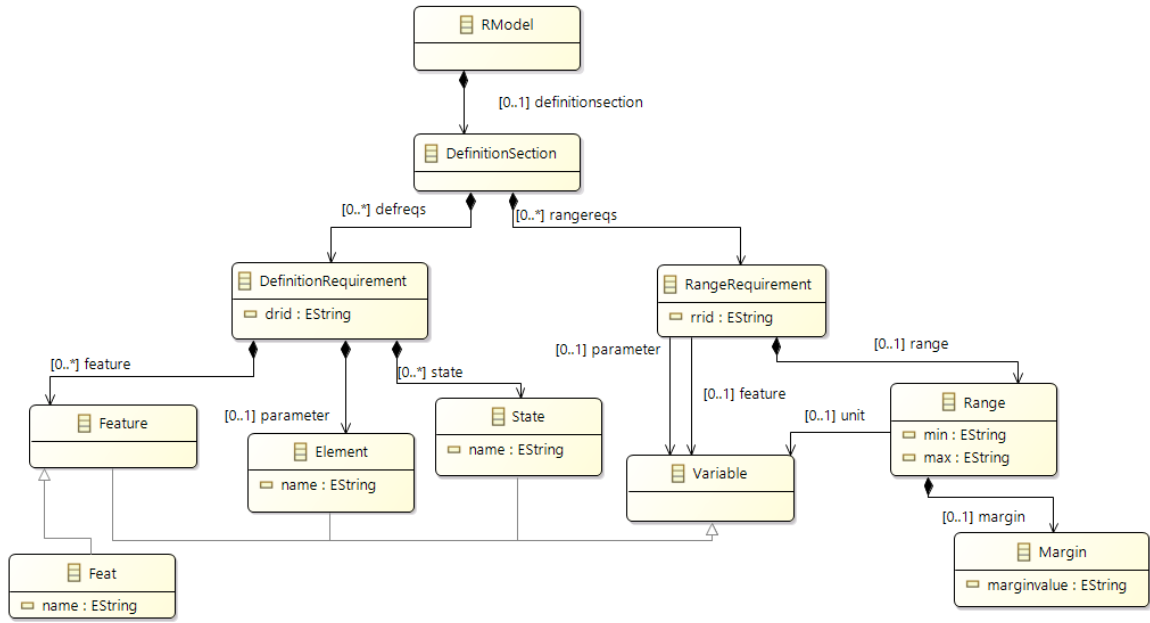 RModel
[0..1] definitionsection
DefinitionSection
[0..*] defreqs
[0..*] rangereqs
DefinitionRequirement
drid : EString
RangeRequirement
rrid : EString
[0..*] feature
[0..1] parameter
[0..*] state
[0..1] parameter
[0..1] feature
[0..1] range
Feature
Element
name : EString
State
name : EString
Variable
[0..1] unit
Range
min : EString
max : EString
[0..1] margin
Feat
name : EString
Margin
marginvalue : EString